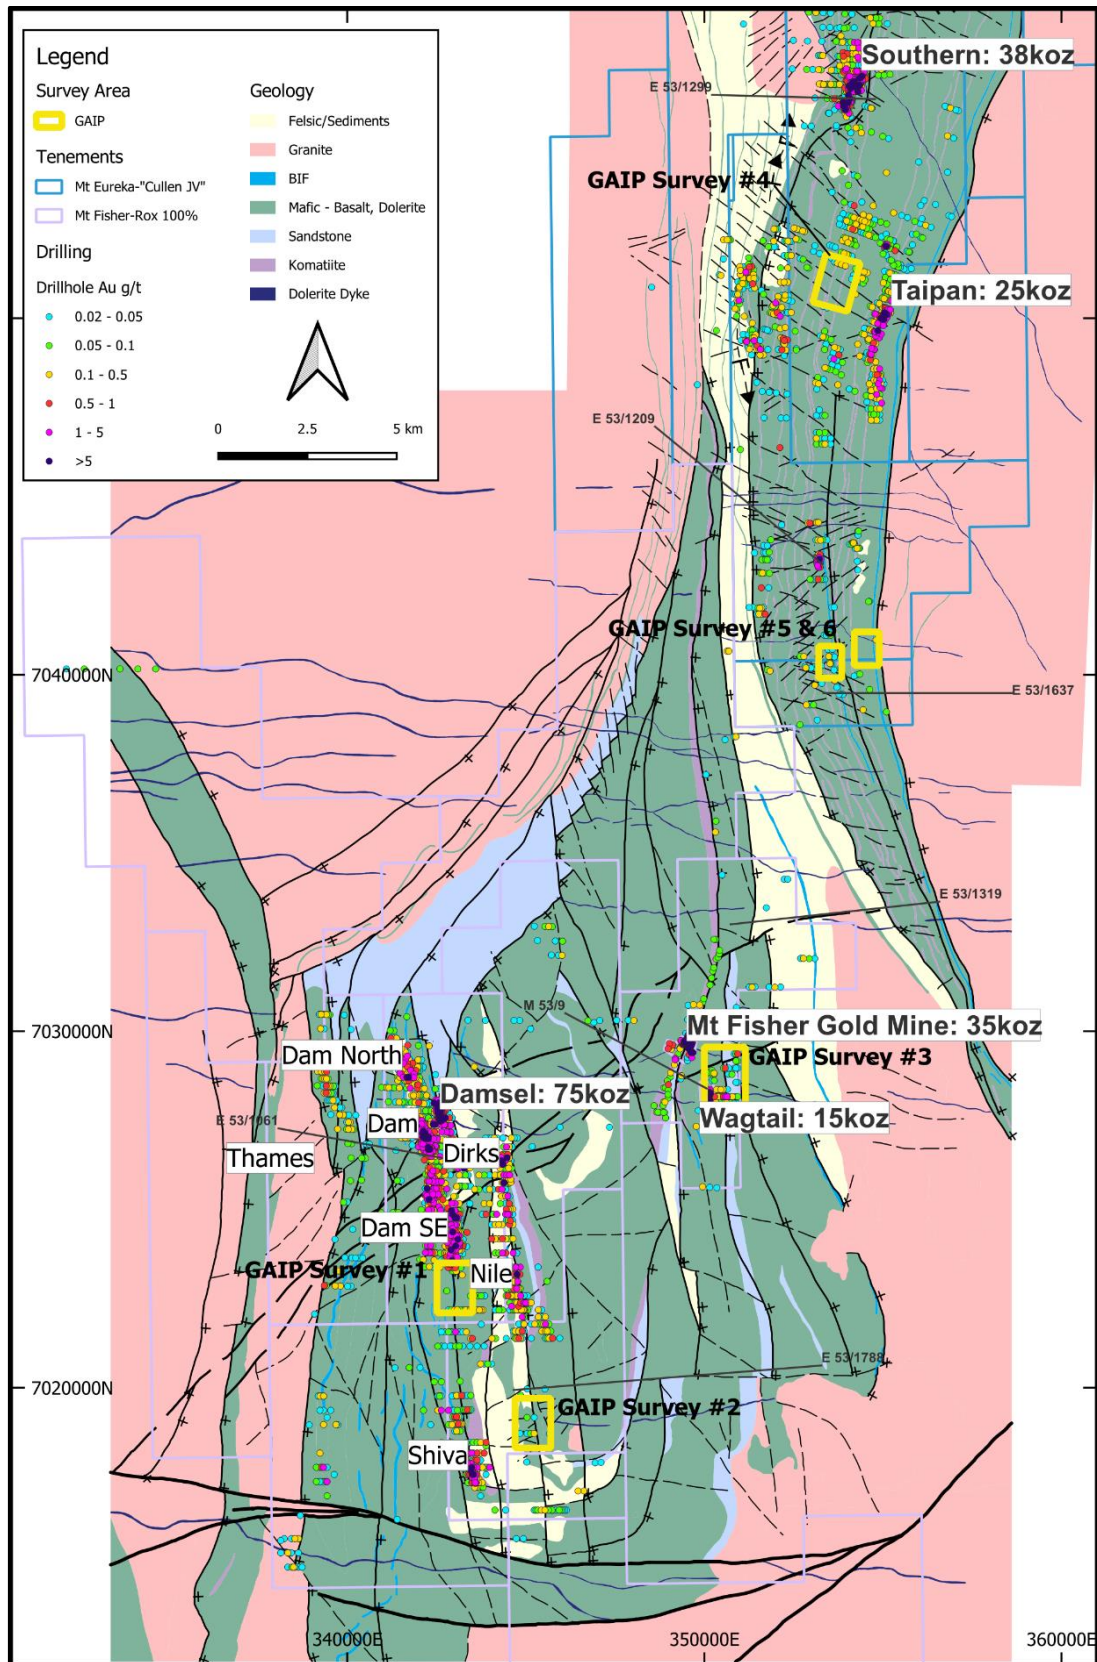 Legend
Survey Area
GAIP
Tenements
Mt Eureka-"Cullen JV"
Mt Fisher-Rox 100%
Drilling
Drillhole Au g/t
0.02 - 0.05
0.05 - 0.1
0.1 - 0.5
0.5 - 1
1 - 5
>5
Geology
Felsic/Sediments
Granite
BIF
Mafic - Basalt, Dolerite
Sandstone
Komatiite
Dolerite Dyke
0 2.5 5 km
Southern: 38koz
E 53/1299
GAIP Survey #4
Taipan: 25koz
E 53/1209
GAIP Survey #5 & 6
7040000N
E 53/1637
E 53/1319
M 53/9
7030000N
Mt Fisher Gold Mine: 35koz
Dam North
GAIP Survey #3
Damsel: 75koz
Wagtail: 15koz
E 53/1061
Dam
Thames
Dirks
Dam SE
GAIP Survey #1
Nile
E 53/1788
7020000N
GAIP Survey #2
Shiva
340000E
350000E
360000E